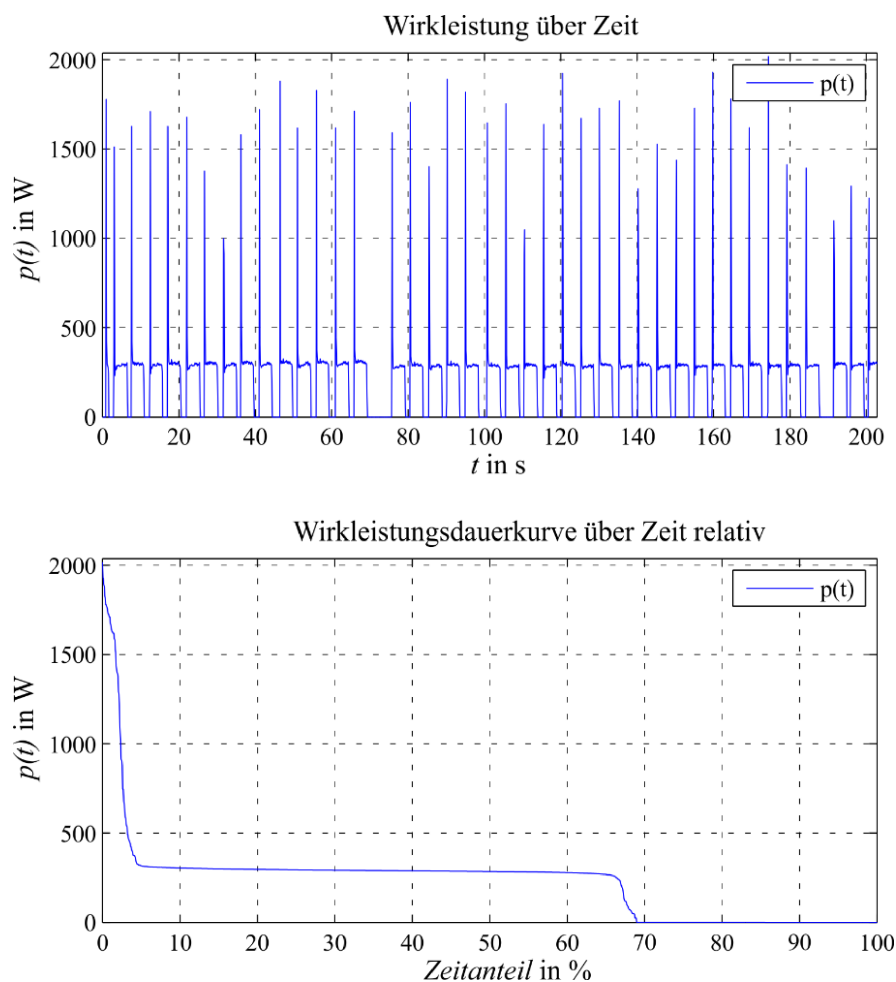 Wirkleistung über Zeit
2000
1500
1000
500
0
p(t) in W
p(t)
0 20 40 60 80 100 120 140 160 180 200
t in s
Wirkleistungsdauerkurve über Zeit relativ
2000
1500
1000
500
0
p(t) in W
p(t)
0 10 20 30 40 50 60 70 80 90 100
Zeitanteil in %